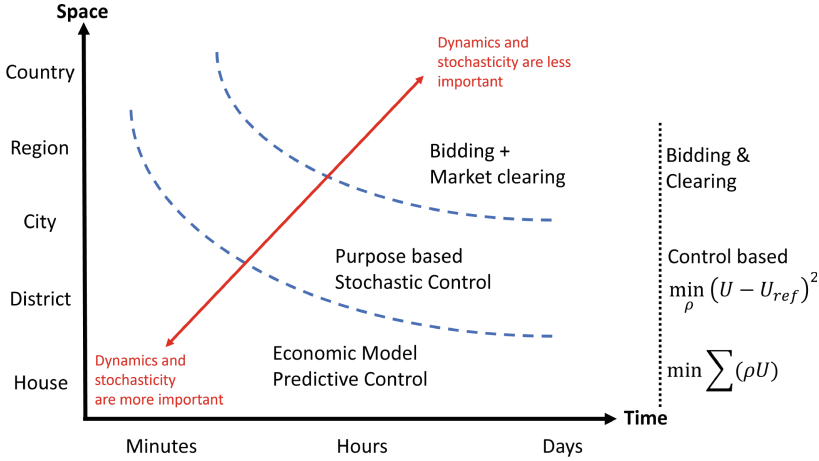 Space
Country
Region
City
District
House
Dynamics and
stochasticity are less
important
Bidding +
Market clearing
Purpose based
Stochastic Control
Economic Model
Predictive Control
Dynamics and
stochasticity
are more important
Time
Minutes
Hours
Days
Bidding &
Clearing
Control based
min_ρ (U − U_ref)²
min ∑(ρU)